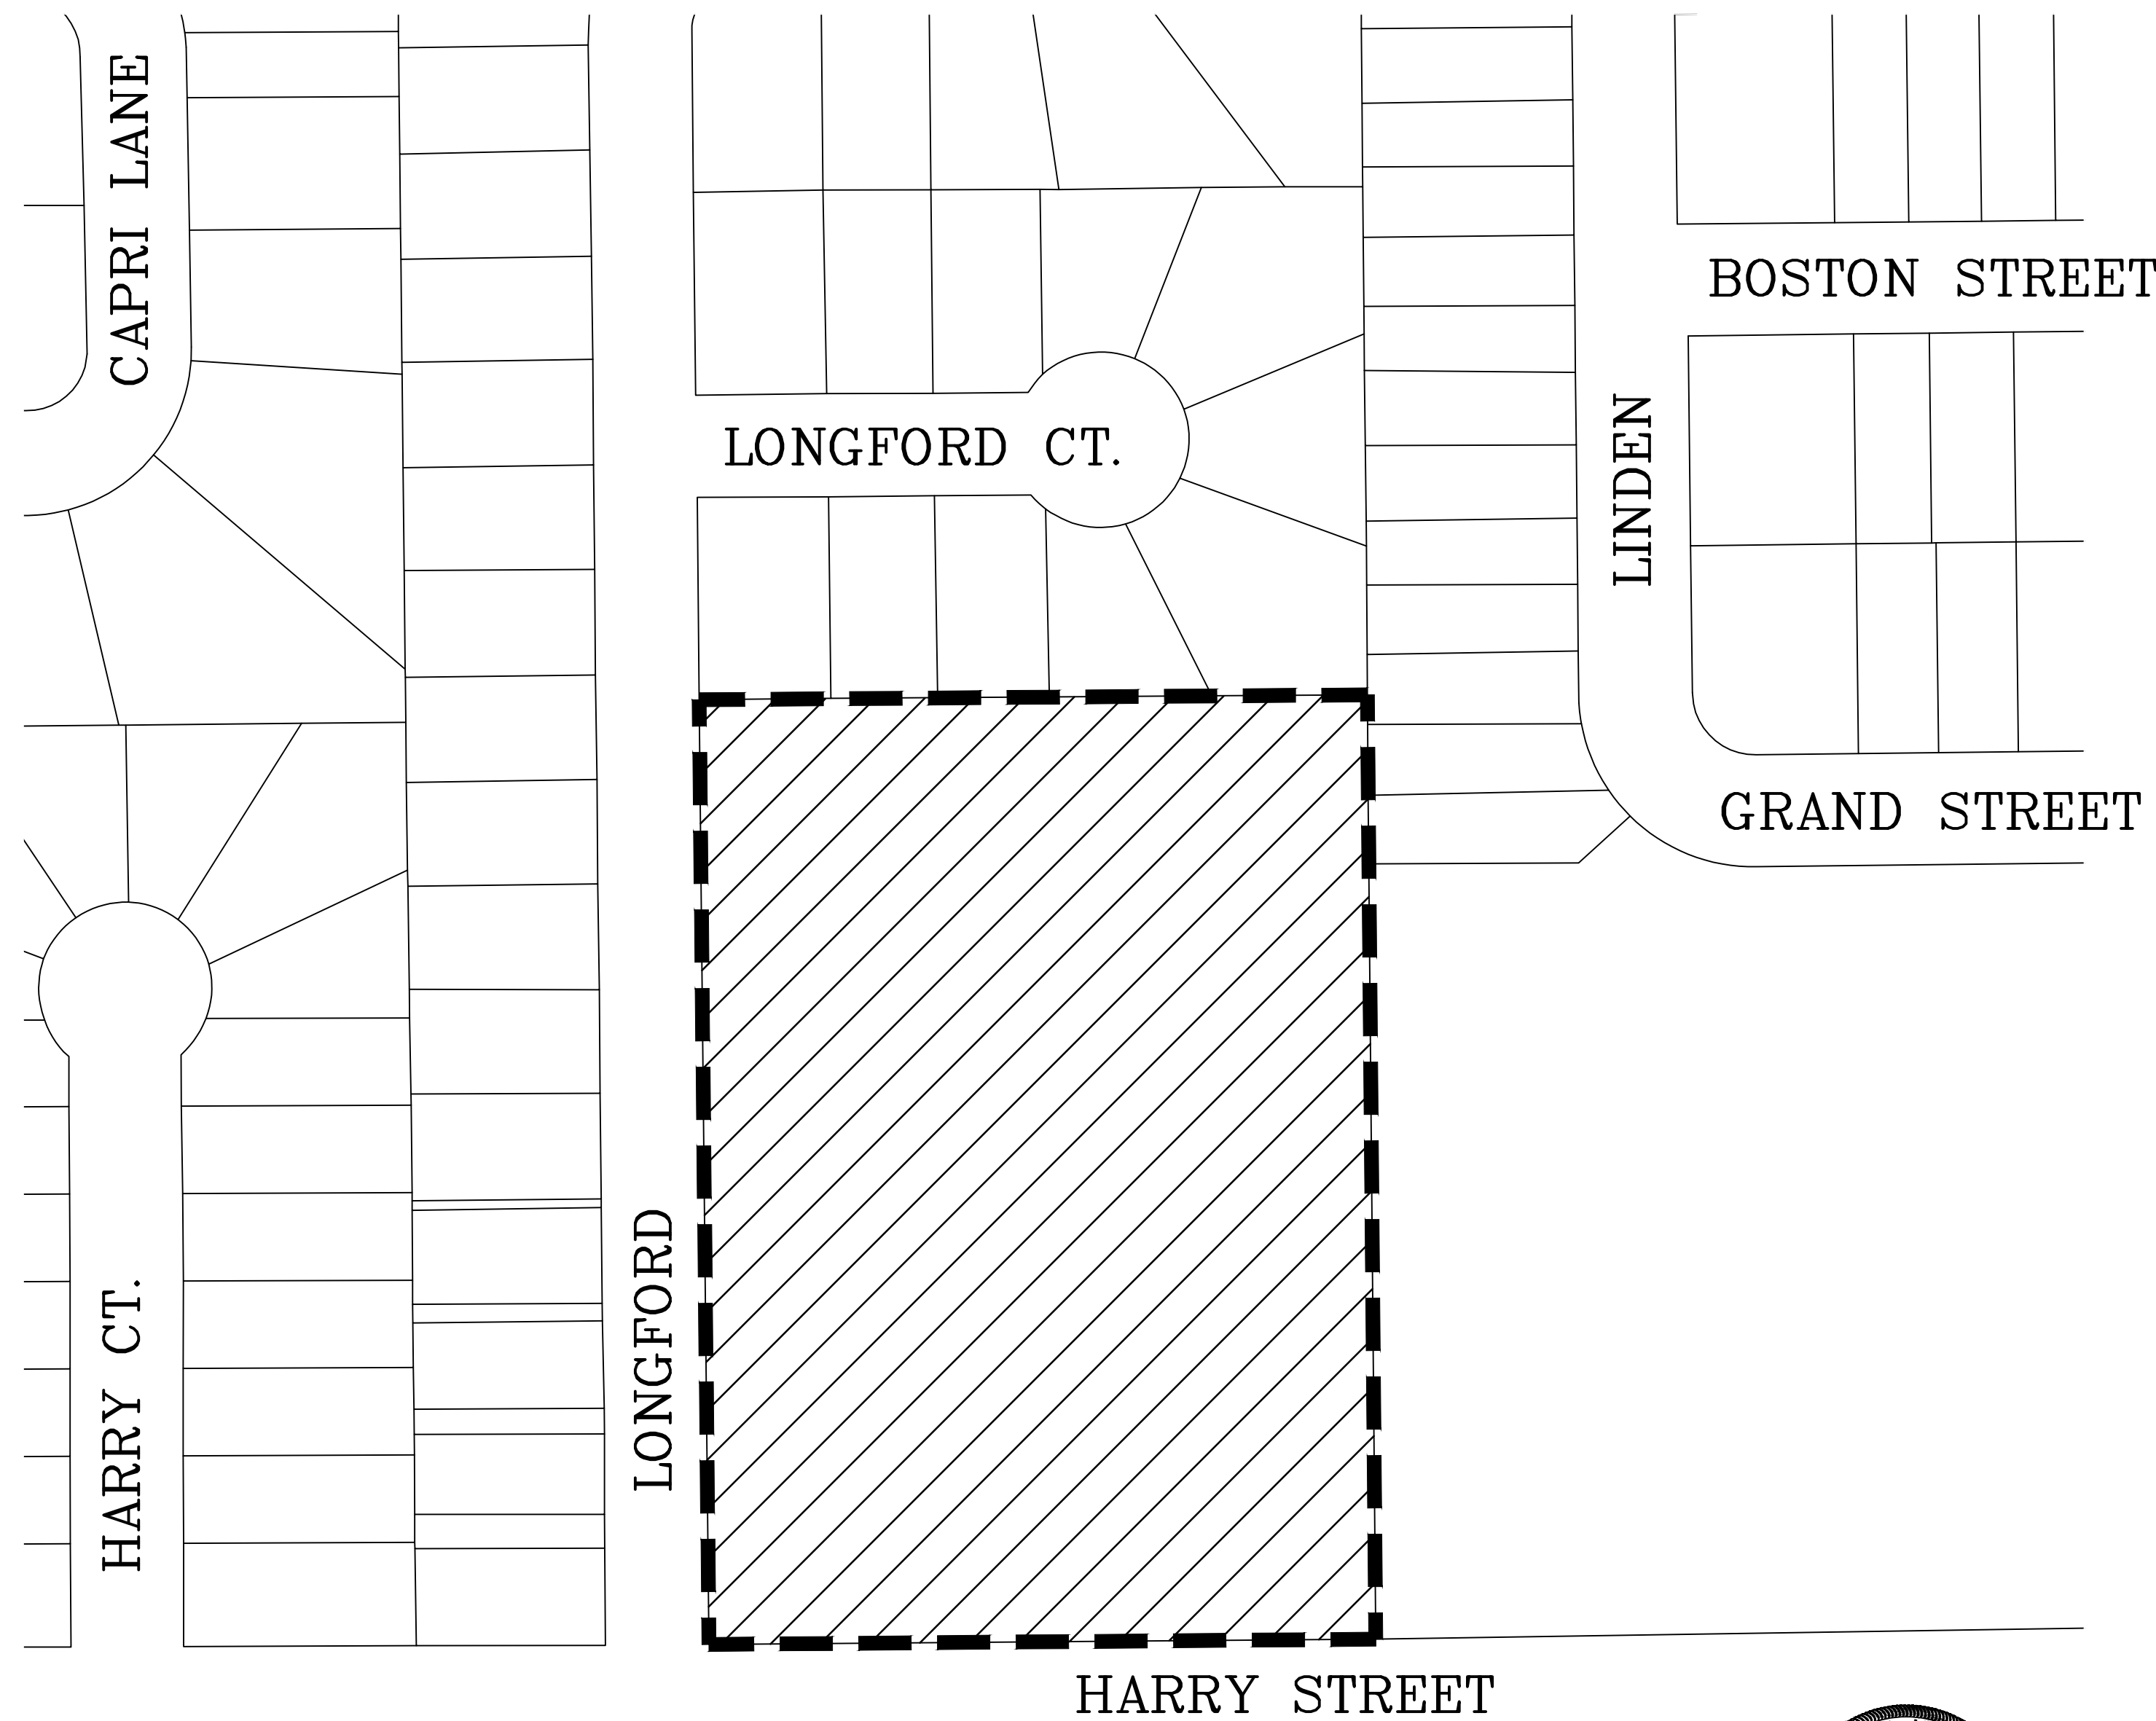 CAPRI LANE
BOSTON STREET
LONGFORD CT.
LINDEN
GRAND STREET
LONGFORD
HARRY CT.
HARRY STREET